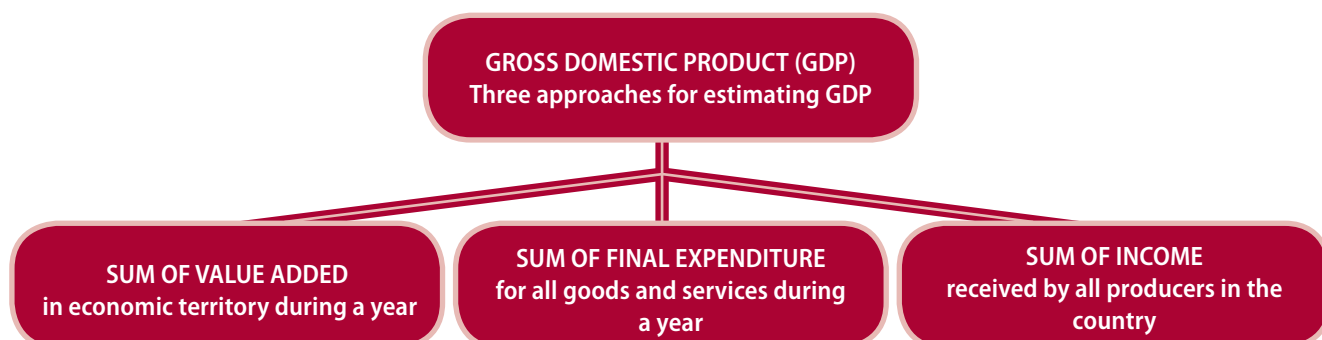 GROSS DOMESTIC PRODUCT (GDP)
Three approaches for estimating GDP
SUM OF VALUE ADDED
in economic territory during a year
SUM OF FINAL EXPENDITURE
for all goods and services during
a year
SUM OF INCOME
received by all producers in the
country